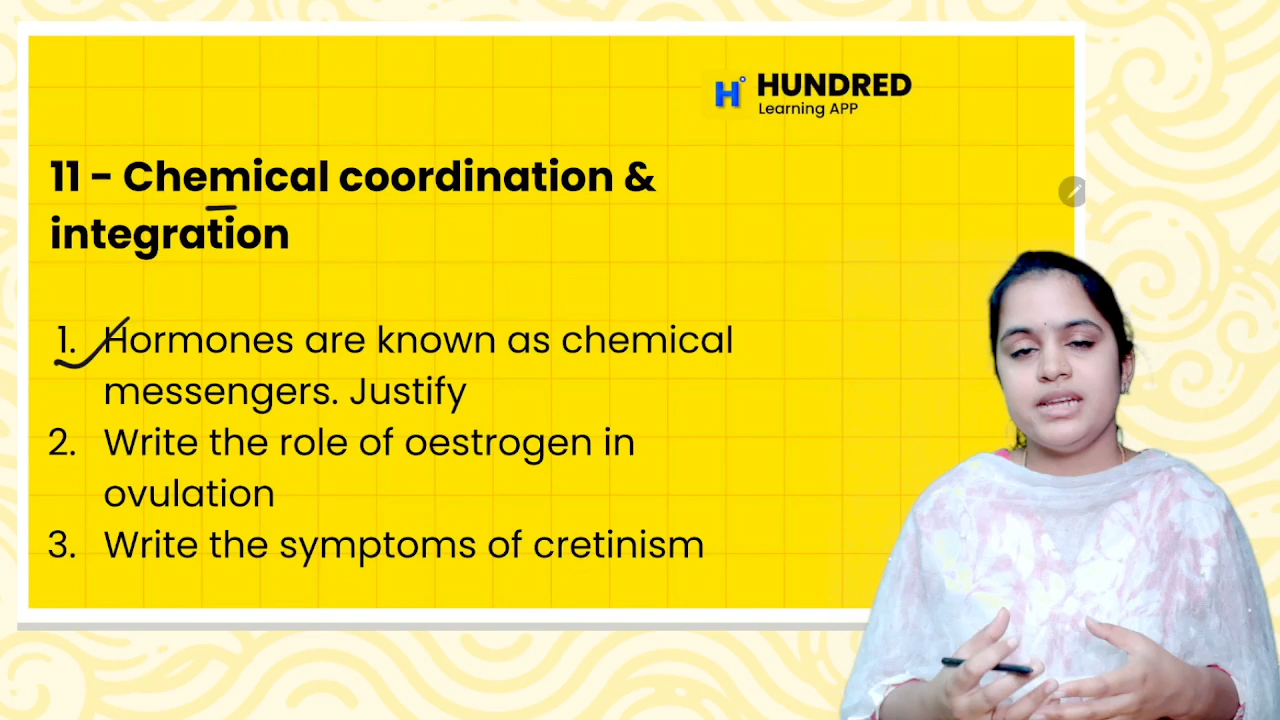 HUNDRED
Learning APP
11 - Chemical coordination &
integration
1. Hormones are known as chemical
messengers. Justify
2. Write the role of oestrogen in
ovulation
3. Write the symptoms of cretinism